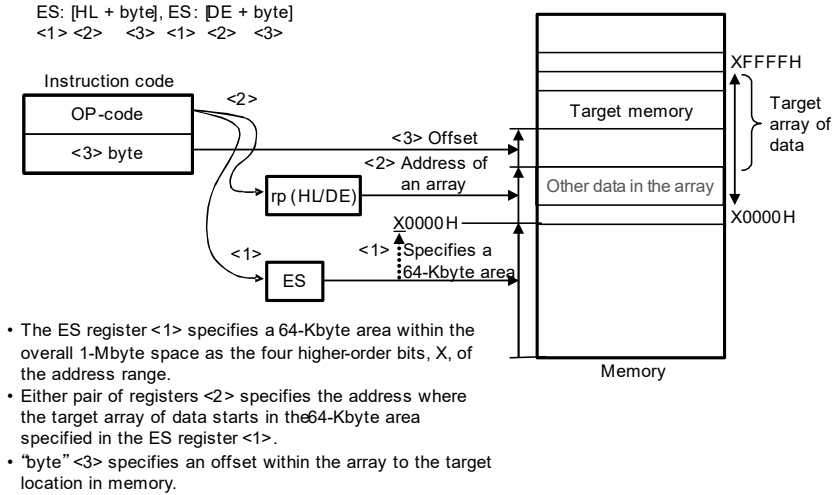 ES: [HL + byte], ES: [DE + byte]
<1> <2> <3> <1> <2> <3>
Instruction code
OP-code
<3> byte
<2>
<3> Offset
<2> Address of
an array
rp (HL/DE)
X0000H
<1> Specifies a
64-Kbyte area
<1>
ES
XFFFFH
Target memory
Target
array of
data
Other data in the array
X0000H
Memory
• The ES register <1> specifies a 64-Kbyte area within the
overall 1-Mbyte space as the four higher-order bits, X, of
the address range.
• Either pair of registers <2> specifies the address where
the target array of data starts in the64-Kbyte area
specified in the ES register <1>.
• “byte” <3> specifies an offset within the array to the target
location in memory.